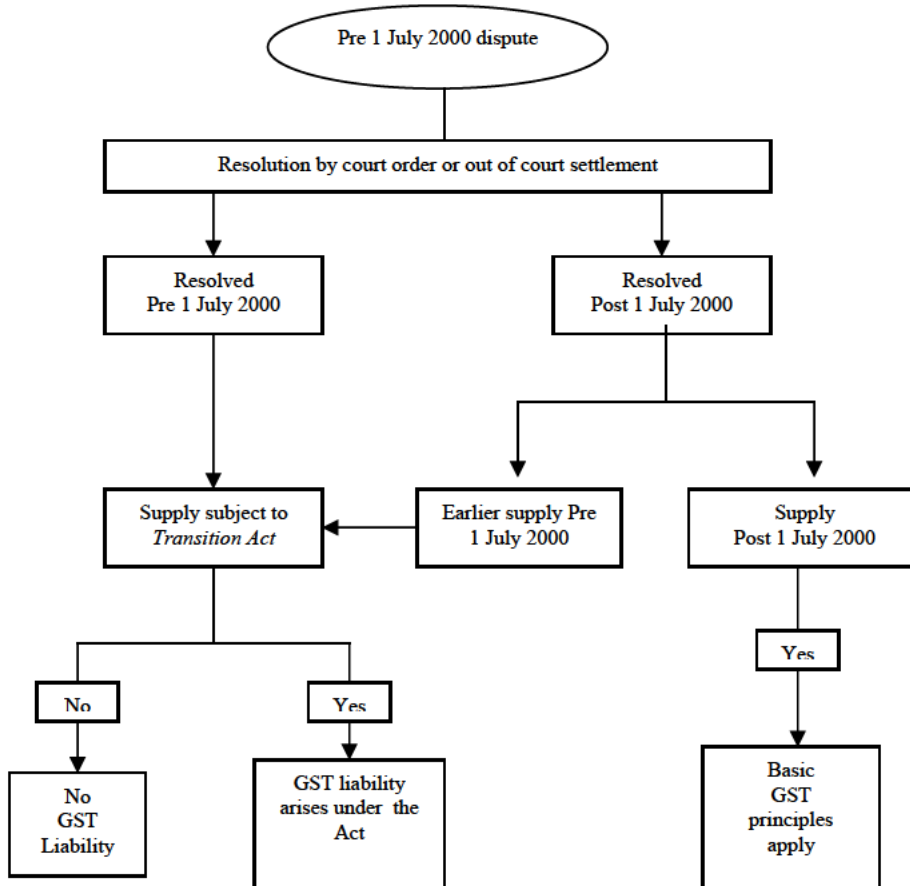 Pre 1 July 2000 dispute
Resolution by court order or out of court settlement
Resolved
Pre 1 July 2000
Resolved
Post 1 July 2000
Supply subject to
Transition Act
Earlier supply Pre
1 July 2000
Supply
Post 1 July 2000
Yes
No
Yes
No
GST
Liability
GST liability
arises under the
Act
Basic
GST
principles
apply